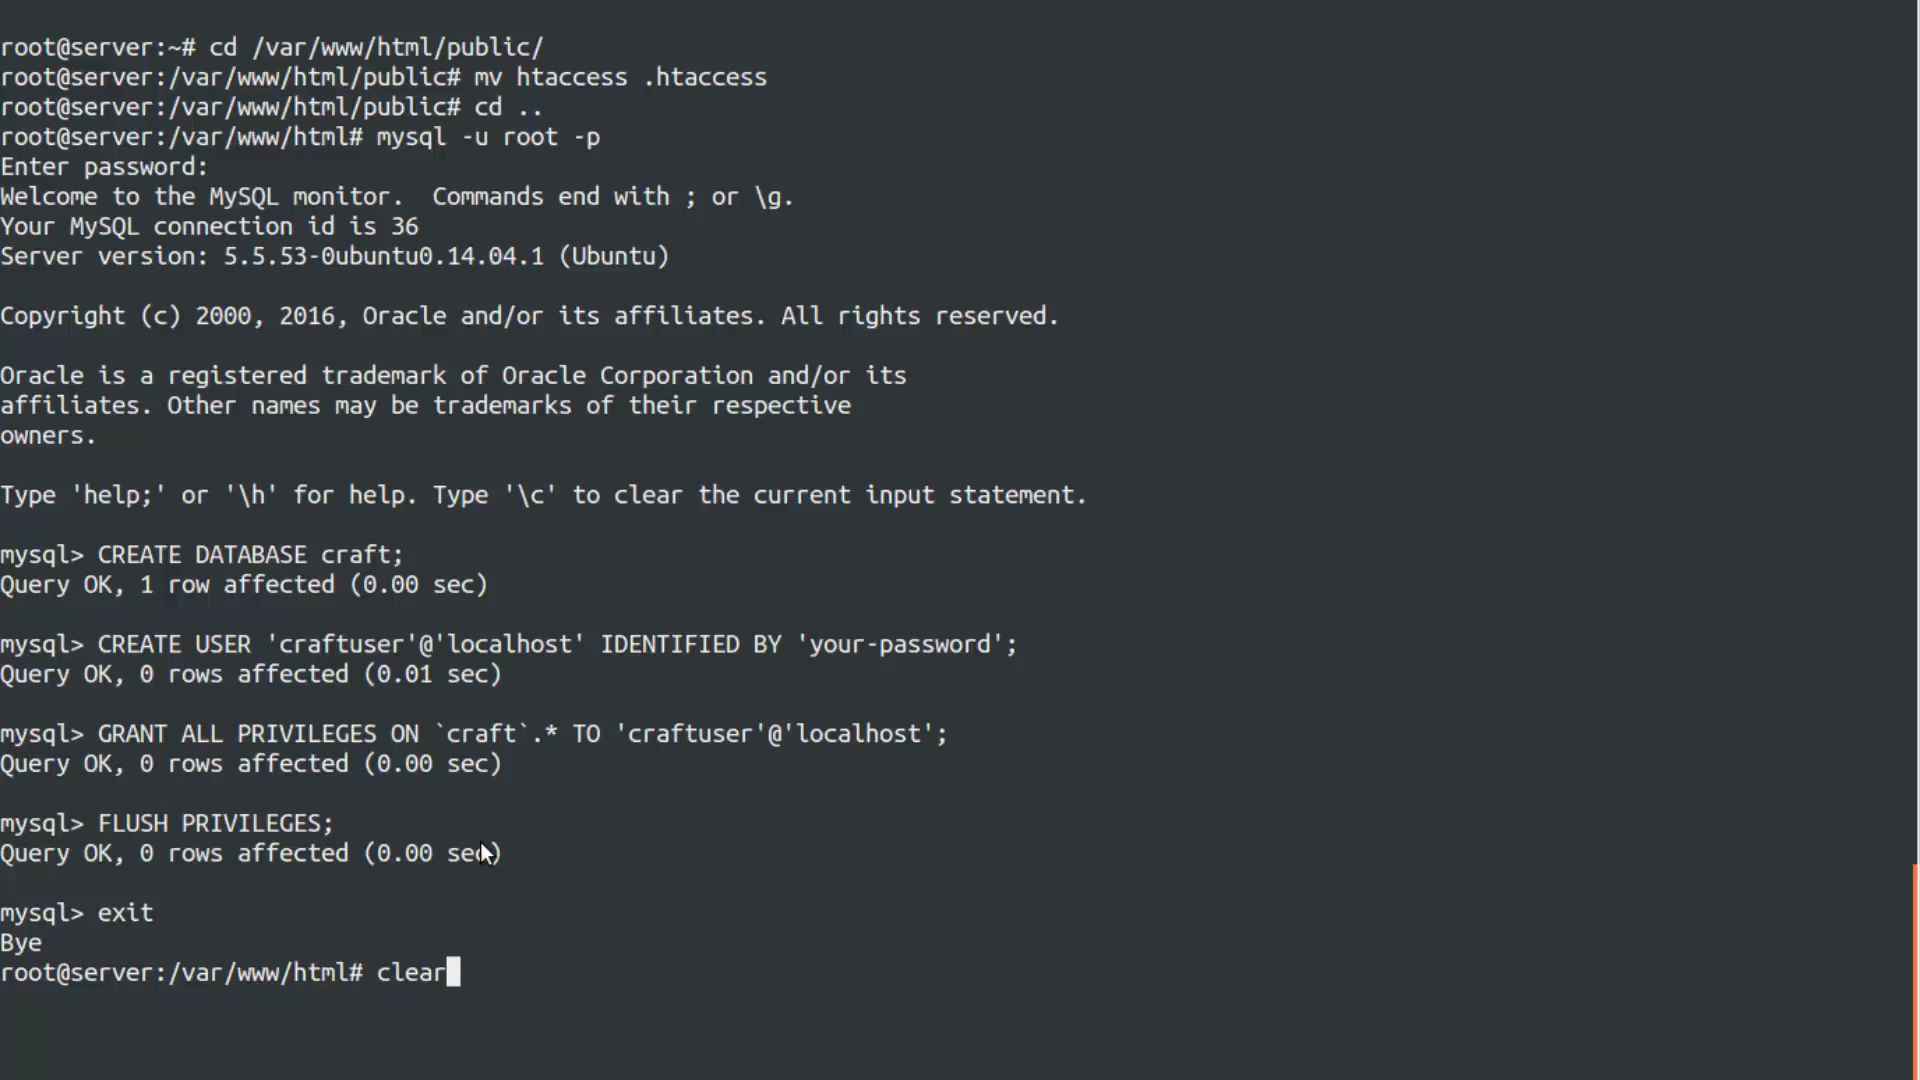 root@server:~# cd /var/www/html/public/
root@server:/var/www/html/public# mv htaccess .htaccess
root@server:/var/www/html/public# cd ..
root@server:/var/www/html# mysql -u root -p
Enter password:
Welcome to the MySQL monitor.  Commands end with ; or \g.
Your MySQL connection id is 36
Server version: 5.5.53-0ubuntu0.14.04.1 (Ubuntu)
Copyright (c) 2000, 2016, Oracle and/or its affiliates. All rights reserved.
Oracle is a registered trademark of Oracle Corporation and/or its
affiliates. Other names may be trademarks of their respective
owners.
Type 'help;' or '\h' for help. Type '\c' to clear the current input statement.
mysql> CREATE DATABASE craft;
Query OK, 1 row affected (0.00 sec)
mysql> CREATE USER 'craftuser'@'localhost' IDENTIFIED BY 'your-password';
Query OK, 0 rows affected (0.01 sec)
mysql> GRANT ALL PRIVILEGES ON `craft`.* TO 'craftuser'@'localhost';
Query OK, 0 rows affected (0.00 sec)
mysql> FLUSH PRIVILEGES;
Query OK, 0 rows affected (0.00 sec)
mysql> exit
Bye
root@server:/var/www/html# clear